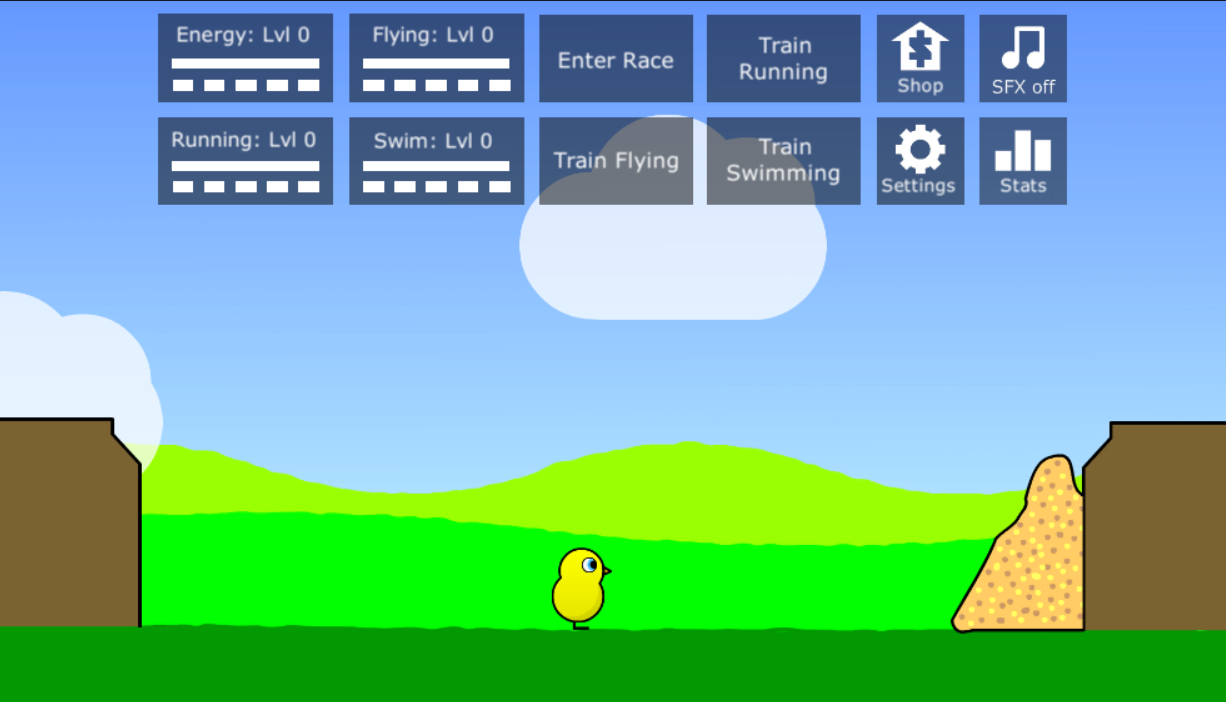 Energy: Lvl 0
Flying: Lvl 0
Enter Race
Train
Running
Shop
SFX off
Running: Lvl 0
Swim: Lvl 0
Train Flying
Train
Swimming
Settings
Stats